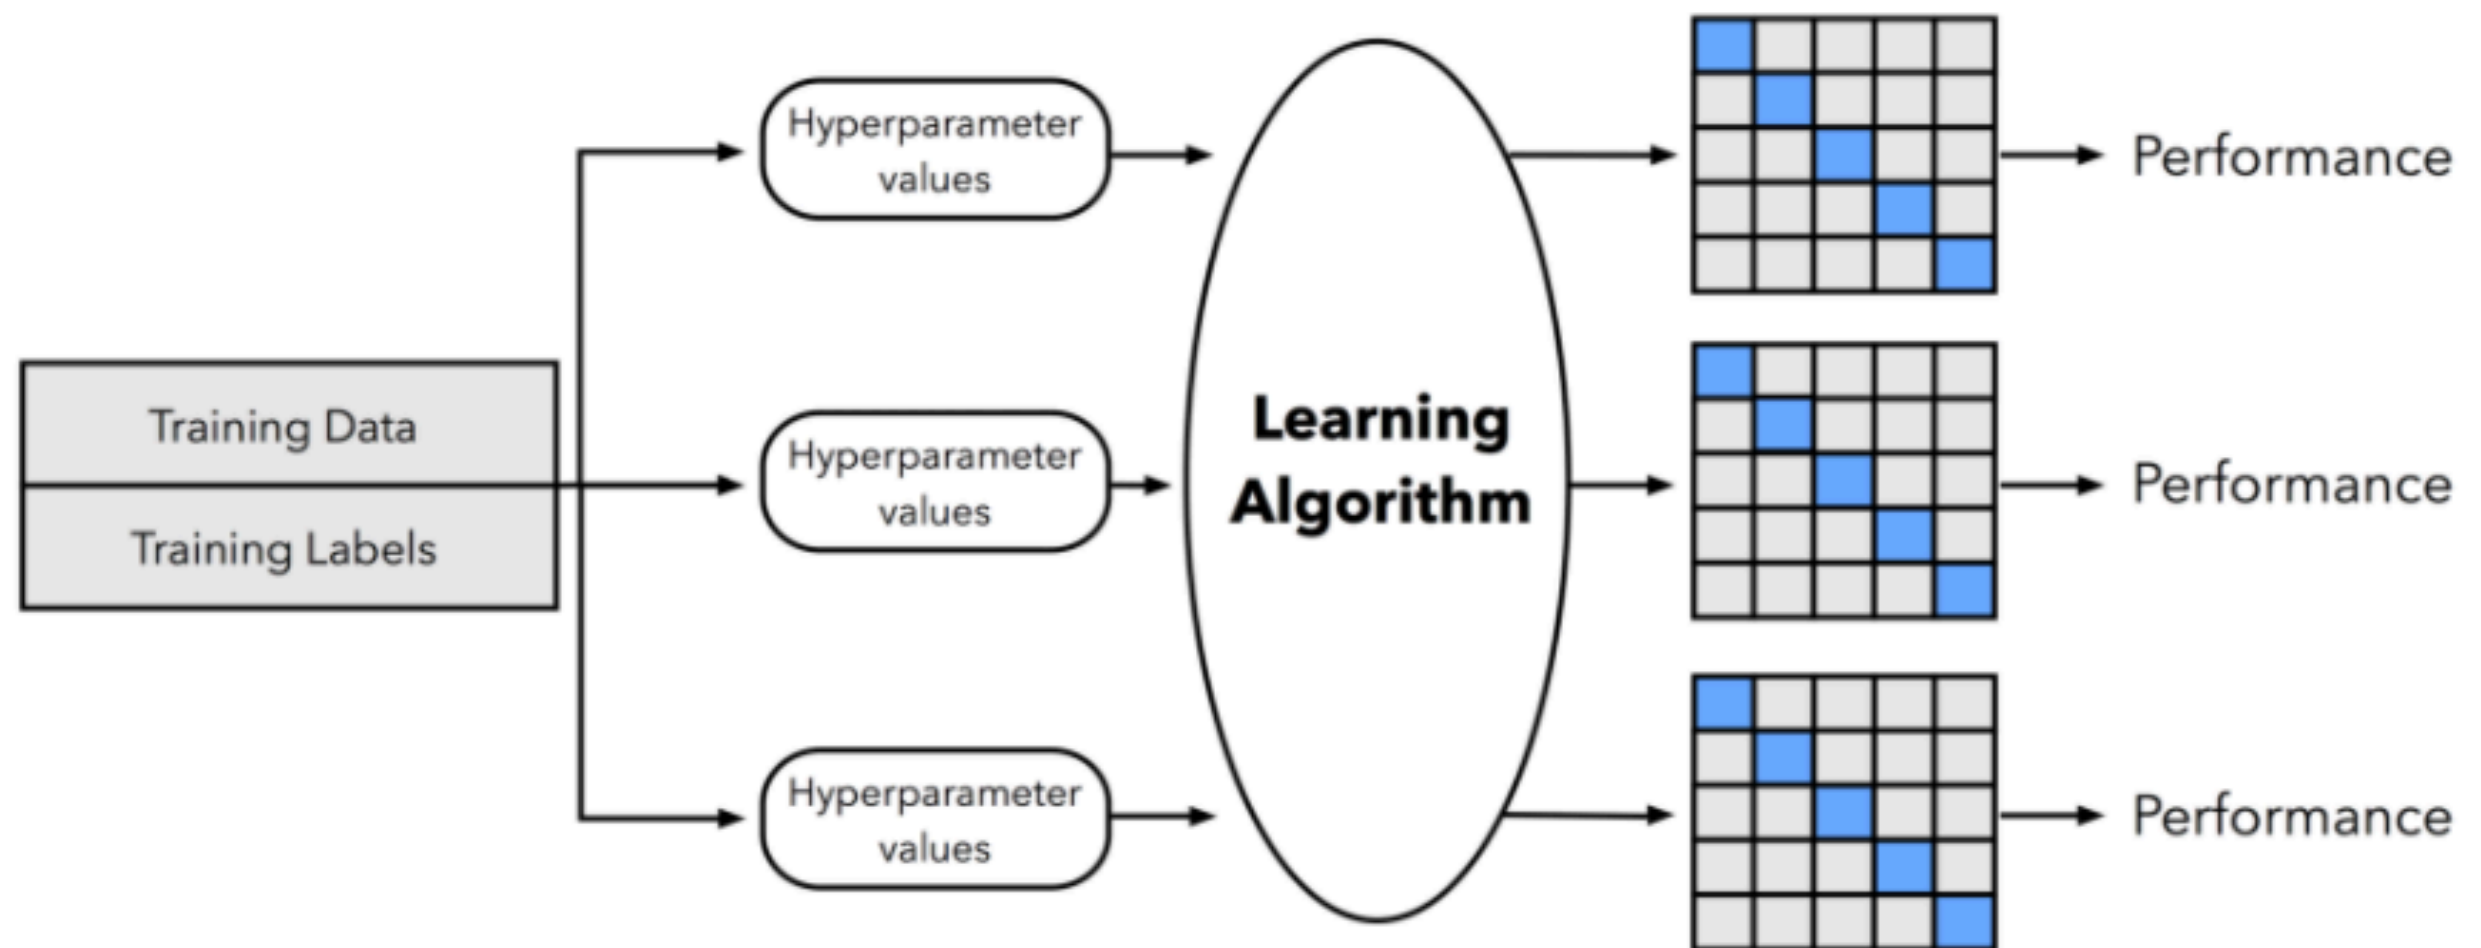 Hyperparameter
values
Performance
Training Data
Training Labels
Hyperparameter
values
Learning
Algorithm
Performance
Hyperparameter
values
Performance